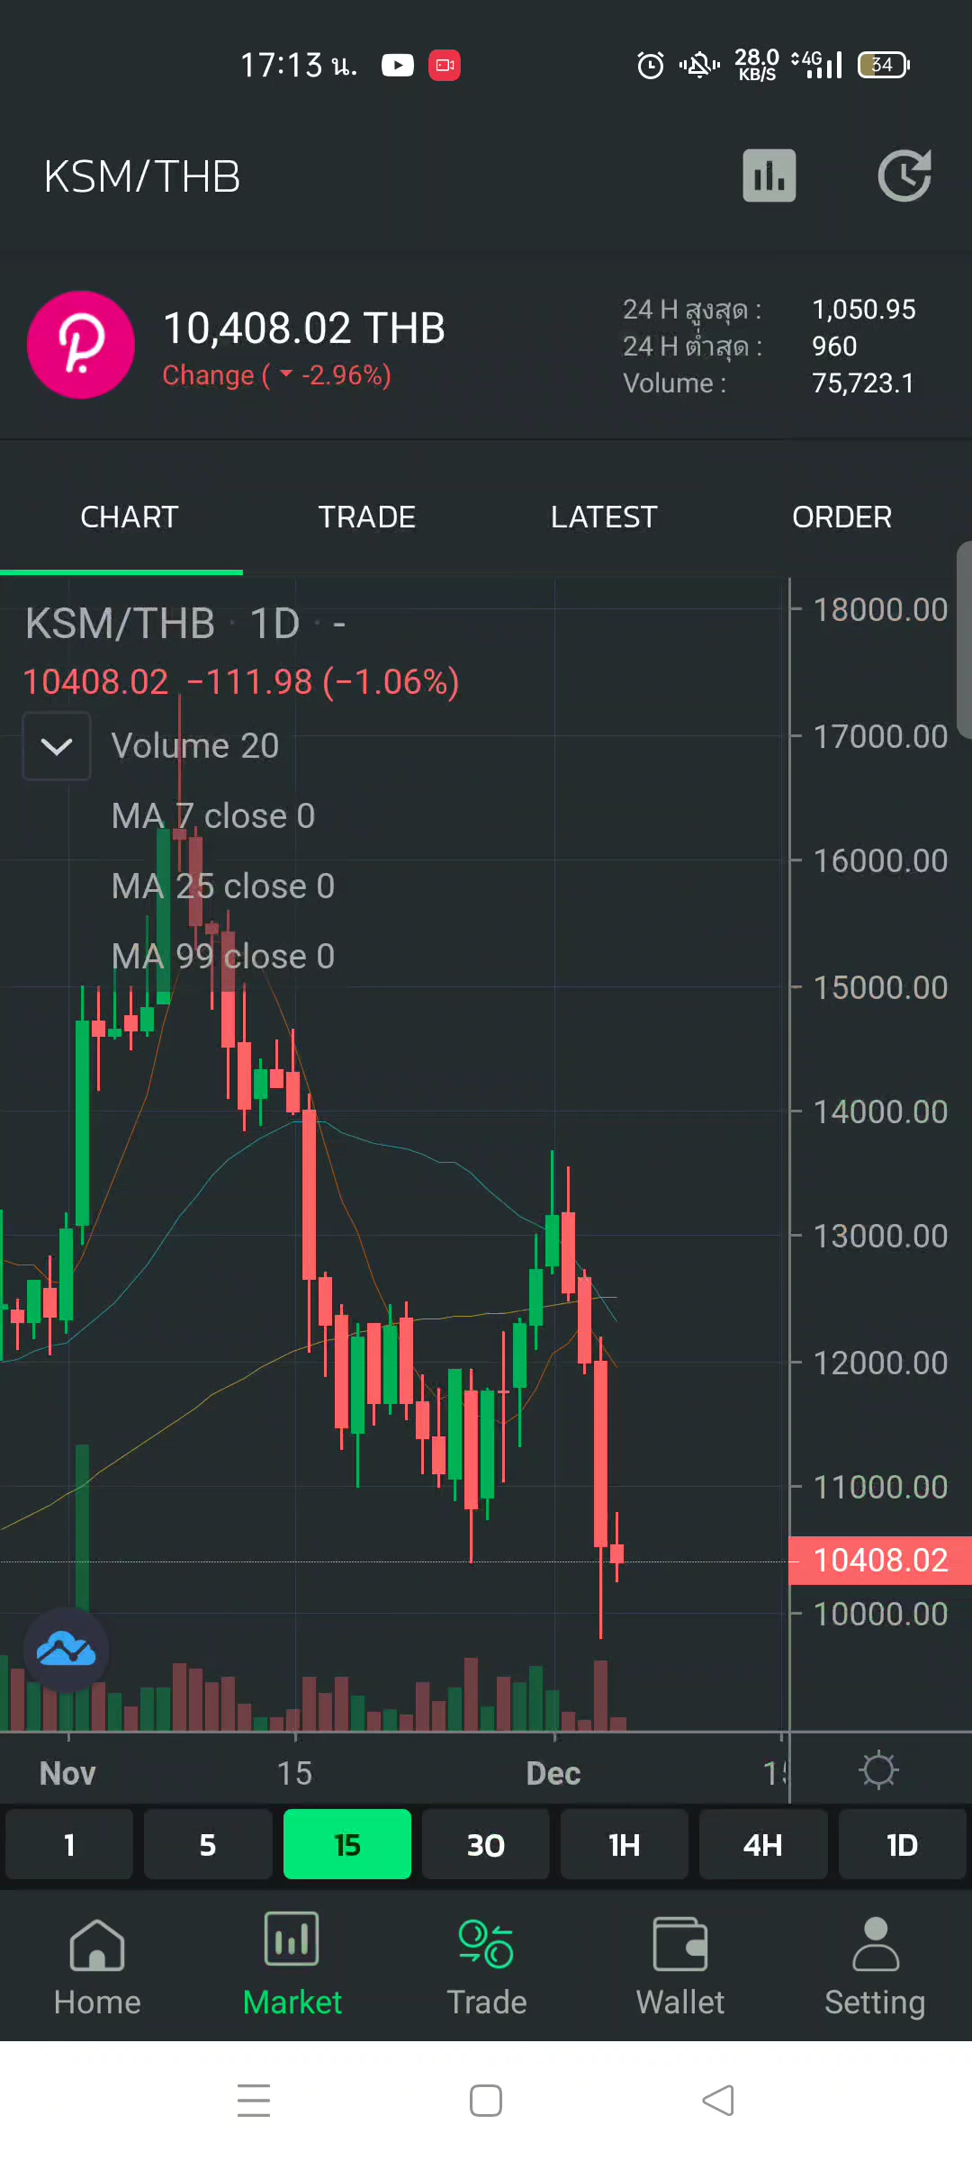 17:13 น. 28.0 KB/S 4G 34
KSM/THB
10,408.02 THB
Change ( -2.96%)
24 H สูงสุด : 1,050.95
24 H ต่ำสุด : 960
Volume : 75,723.1
CHART TRADE LATEST ORDER
KSM/THB · 1D · -
10408.02 −111.98 (−1.06%)
Volume 20
MA 7 close 0
MA 25 close 0
MA 99 close 0
18000.00
17000.00
16000.00
15000.00
14000.00
13000.00
12000.00
11000.00
10408.02
10000.00
Nov 15 Dec 15
1 5 15 30 1H 4H 1D
Home Market Trade Wallet Setting